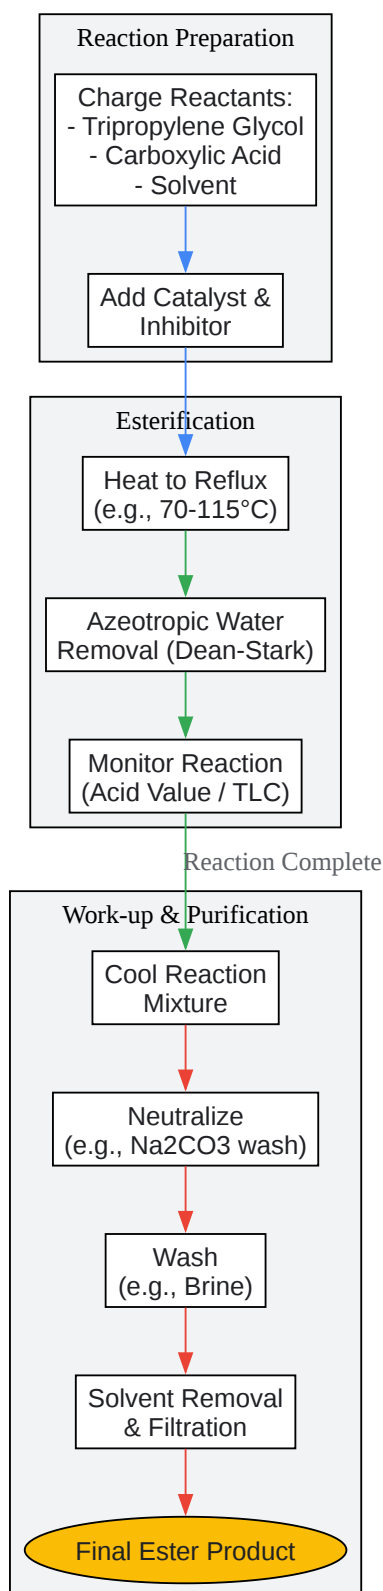 Reaction Preparation
Charge Reactants:
- Tripropylene Glycol
- Carboxylic Acid
- Solvent
Add Catalyst &
Inhibitor
Esterification
Heat to Reflux
(e.g., 70-115°C)
Azeotropic Water
Removal (Dean-Stark)
Monitor Reaction
(Acid Value / TLC)
Reaction Complete
Work-up & Purification
Cool Reaction
Mixture
Neutralize
(e.g., Na2CO3 wash)
Wash
(e.g., Brine)
Solvent Removal
& Filtration
Final Ester Product